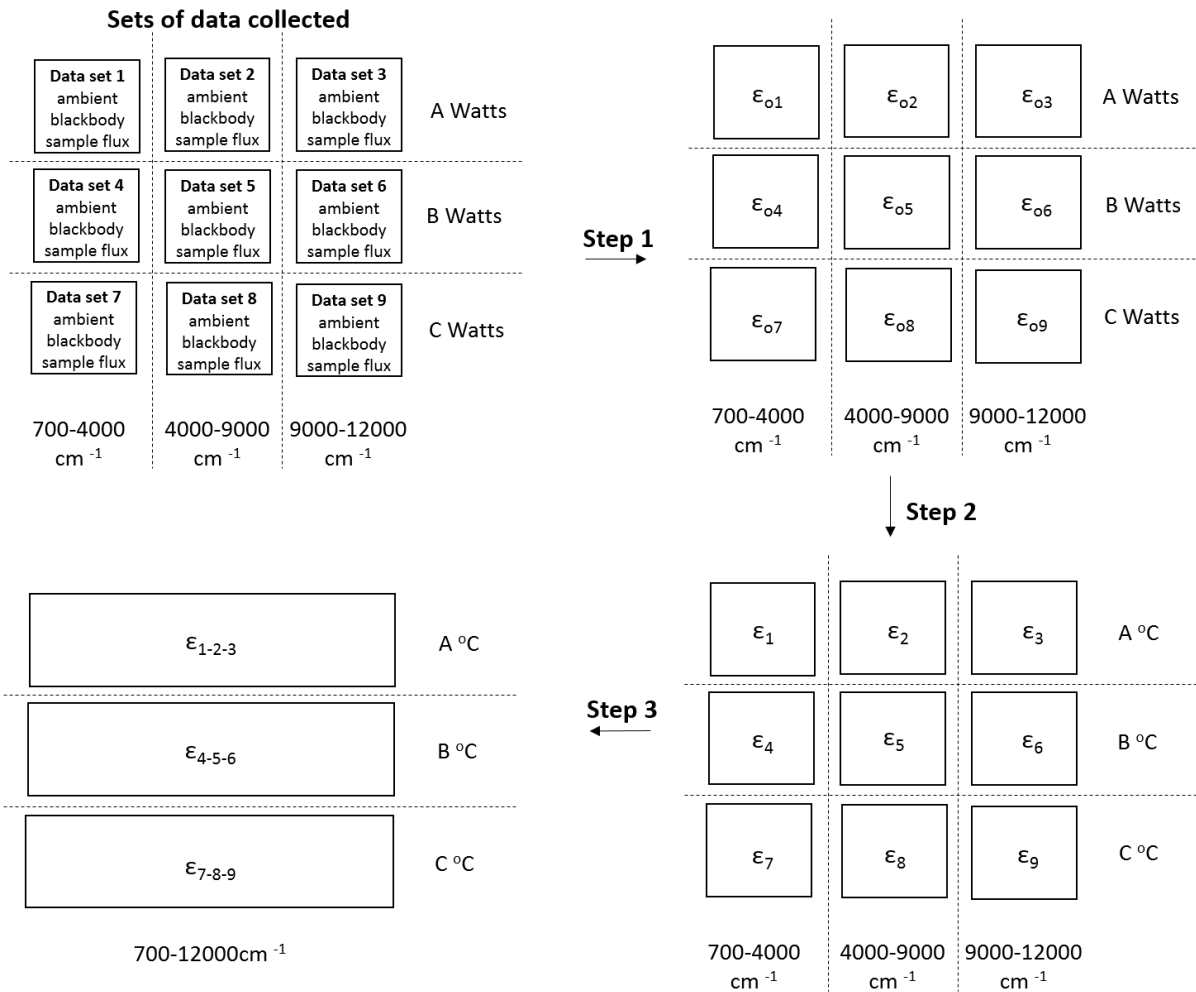 Sets of data collected
Data set 1
ambient
blackbody
sample flux
Data set 2
ambient
blackbody
sample flux
Data set 3
ambient
blackbody
sample flux
A Watts
Data set 4
ambient
blackbody
sample flux
Data set 5
ambient
blackbody
sample flux
Data set 6
ambient
blackbody
sample flux
B Watts
Data set 7
ambient
blackbody
sample flux
Data set 8
ambient
blackbody
sample flux
Data set 9
ambient
blackbody
sample flux
C Watts
700-4000
cm -1
4000-9000
cm -1
9000-12000
cm -1
Step 1
εo1
εo2
εo3
A Watts
εo4
εo5
εo6
B Watts
εo7
εo8
εo9
C Watts
700-4000
cm -1
4000-9000
cm -1
9000-12000
cm -1
Step 2
ε1
ε2
ε3
A oC
ε4
ε5
ε6
B oC
ε7
ε8
ε9
C oC
700-4000
cm -1
4000-9000
cm -1
9000-12000
cm -1
Step 3
ε1-2-3
A oC
ε4-5-6
B oC
ε7-8-9
C oC
700-12000cm -1